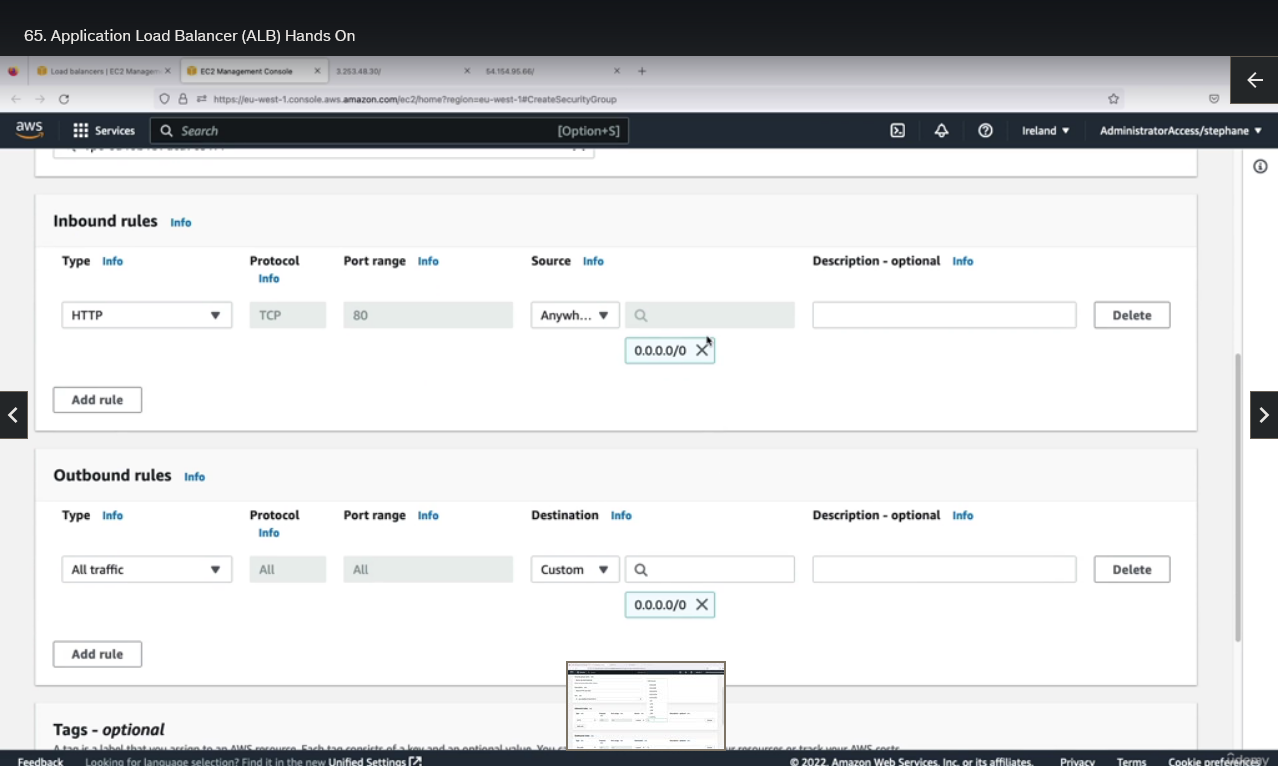 65. Application Load Balancer (ALB) Hands On
Load balancers | EC2 Managem
EC2 Management Console
3.253.48.30/
54.154.95.66/
https://eu-west-1.console.aws.amazon.com/ec2/home?region=eu-west-1#CreateSecurityGroup
aws Services Search [Option+S] Ireland AdministratorAccess/stephane
Inbound rules Info
Type Info Protocol Info Port range Info Source Info Description - optional Info
HTTP TCP 80 Anywh... Delete
0.0.0.0/0
Add rule
Outbound rules Info
Type Info Protocol Info Port range Info Destination Info Description - optional Info
All traffic All All Custom Delete
0.0.0.0/0
Add rule
Tags - optional
A tag is a label that you assign to an AWS resource. Each tag consists of a key and an optional value. You ur resources or track your AWS costs.
Feedback Looking for language selection? Find it in the new Unified Settings © 2022, Amazon Web Services, Inc. or its affiliates. Privacy Terms Cookie preferences
ûdemy